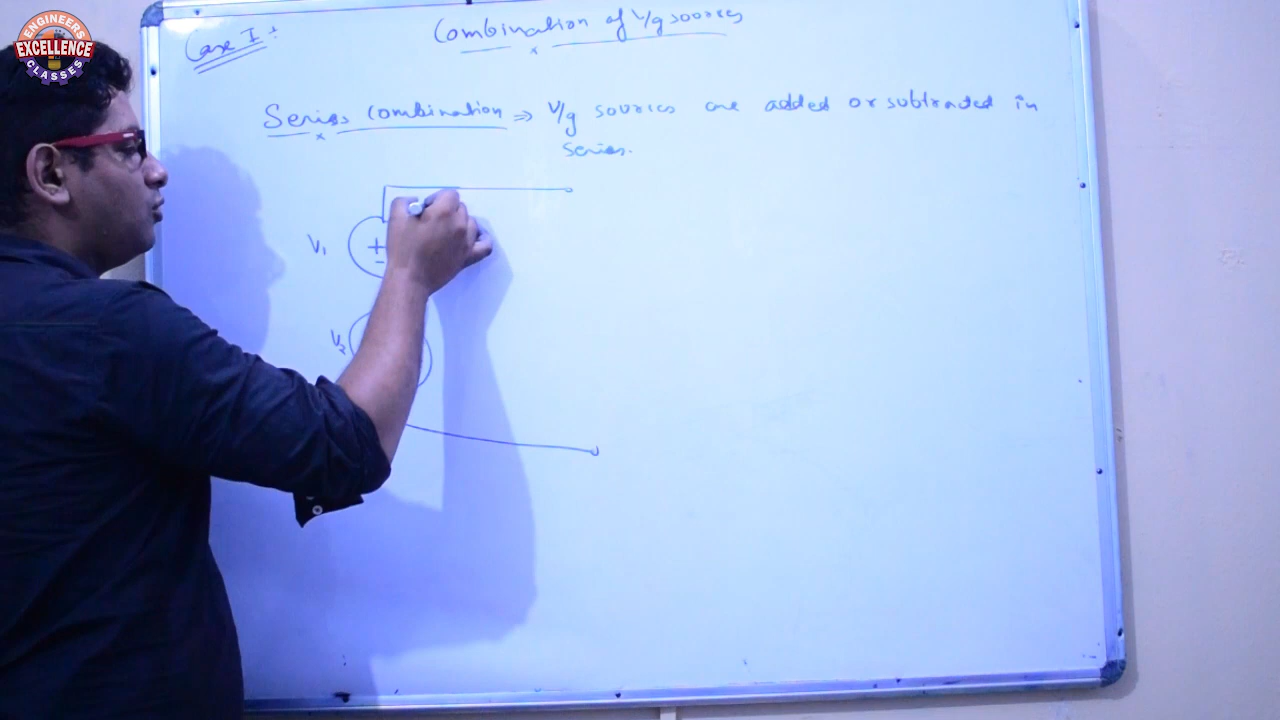 ENGINEERS
EXCELLENCE
CLASSES
Case I :
Combination of V/g sources
Series combination ⇒ V/g sources are added or subtracted in
series.
V1
+
-
V2